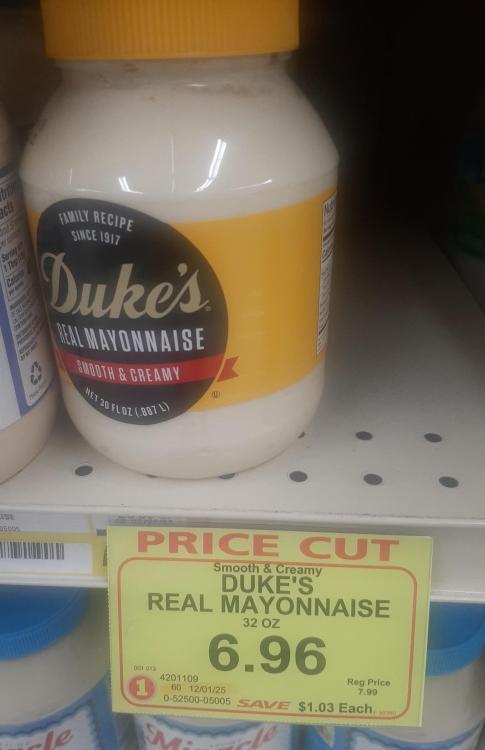 FAMILY RECIPE
SINCE 1917
Duke's
REAL MAYONNAISE
SMOOTH & CREAMY
NET 30 FL OZ (.887 L)
PRICE CUT
Smooth & Creamy
DUKE'S
REAL MAYONNAISE
32 OZ
6.96
4201109
1
60 12/01/25
0-52500-05005
Reg Price
7.99
SAVE $1.03 Each
Miracle